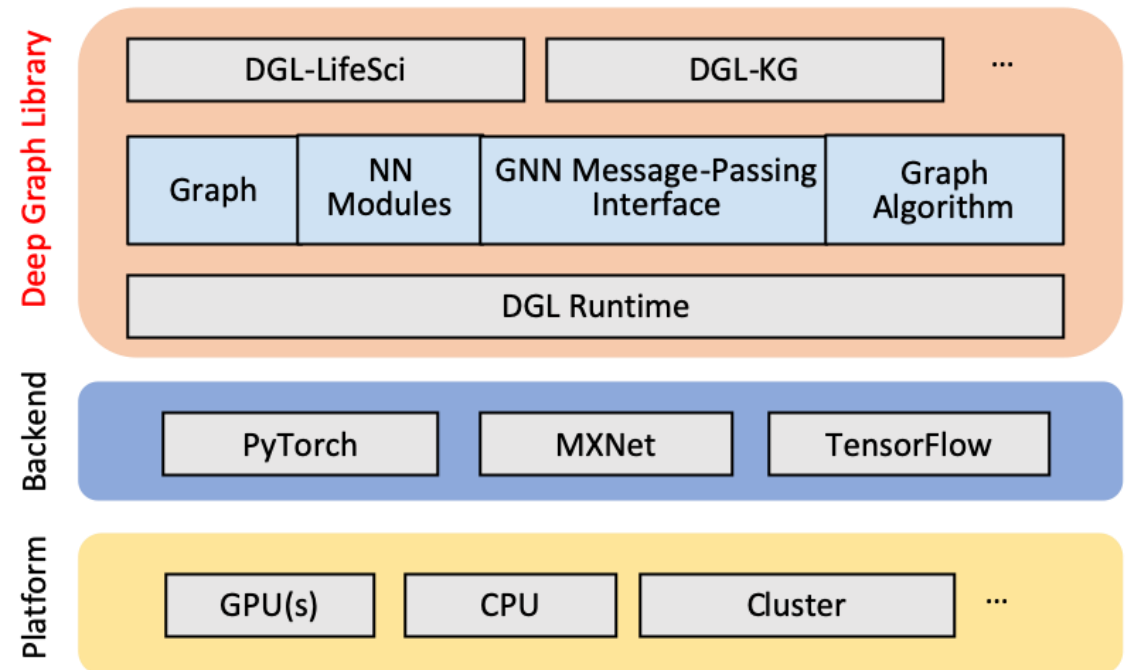 Deep Graph Library
DGL-LifeSci
DGL-KG
...
Graph
NN
Modules
GNN Message-Passing
Interface
Graph
Algorithm
DGL Runtime
Backend
PyTorch
MXNet
TensorFlow
Platform
GPU(s)
CPU
Cluster
...